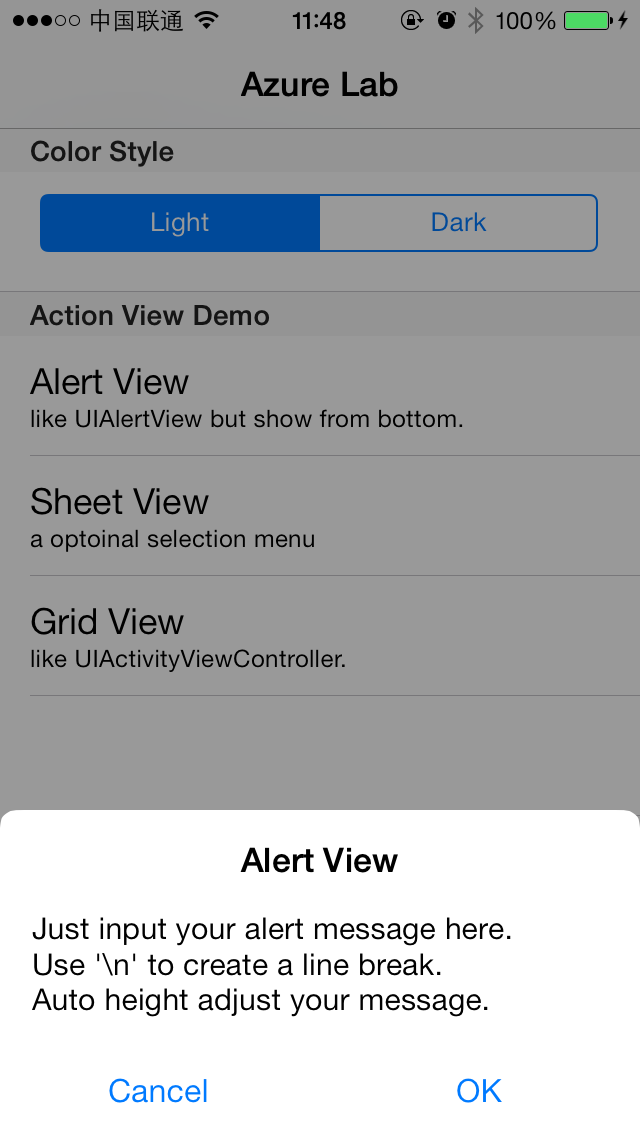 中国联通 11:48 100%
Azure Lab
Color Style
Light Dark
Action View Demo
Alert View
like UIAlertView but show from bottom.
Sheet View
a optoinal selection menu
Grid View
like UIActivityViewController.
Alert View
Just input your alert message here.
Use '\n' to create a line break.
Auto height adjust your message.
Cancel OK